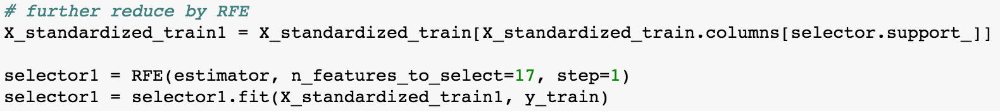 # further reduce by RFE
X_standardized_train1 = X_standardized_train[X_standardized_train.columns[selector.support_]]
selector1 = RFE(estimator, n_features_to_select=17, step=1)
selector1 = selector1.fit(X_standardized_train1, y_train)